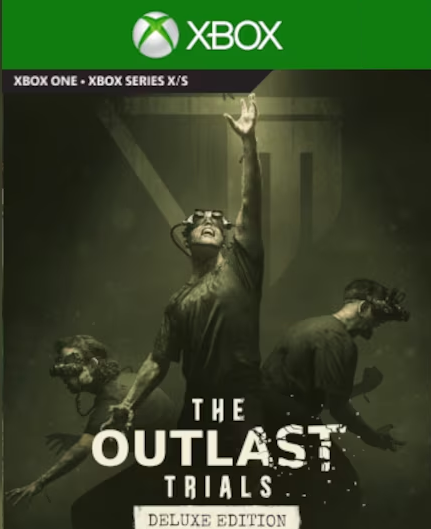 XBOX
XBOX ONE • XBOX SERIES X/S
THE
OUTLAST
TRIALS
DELUXE EDITION